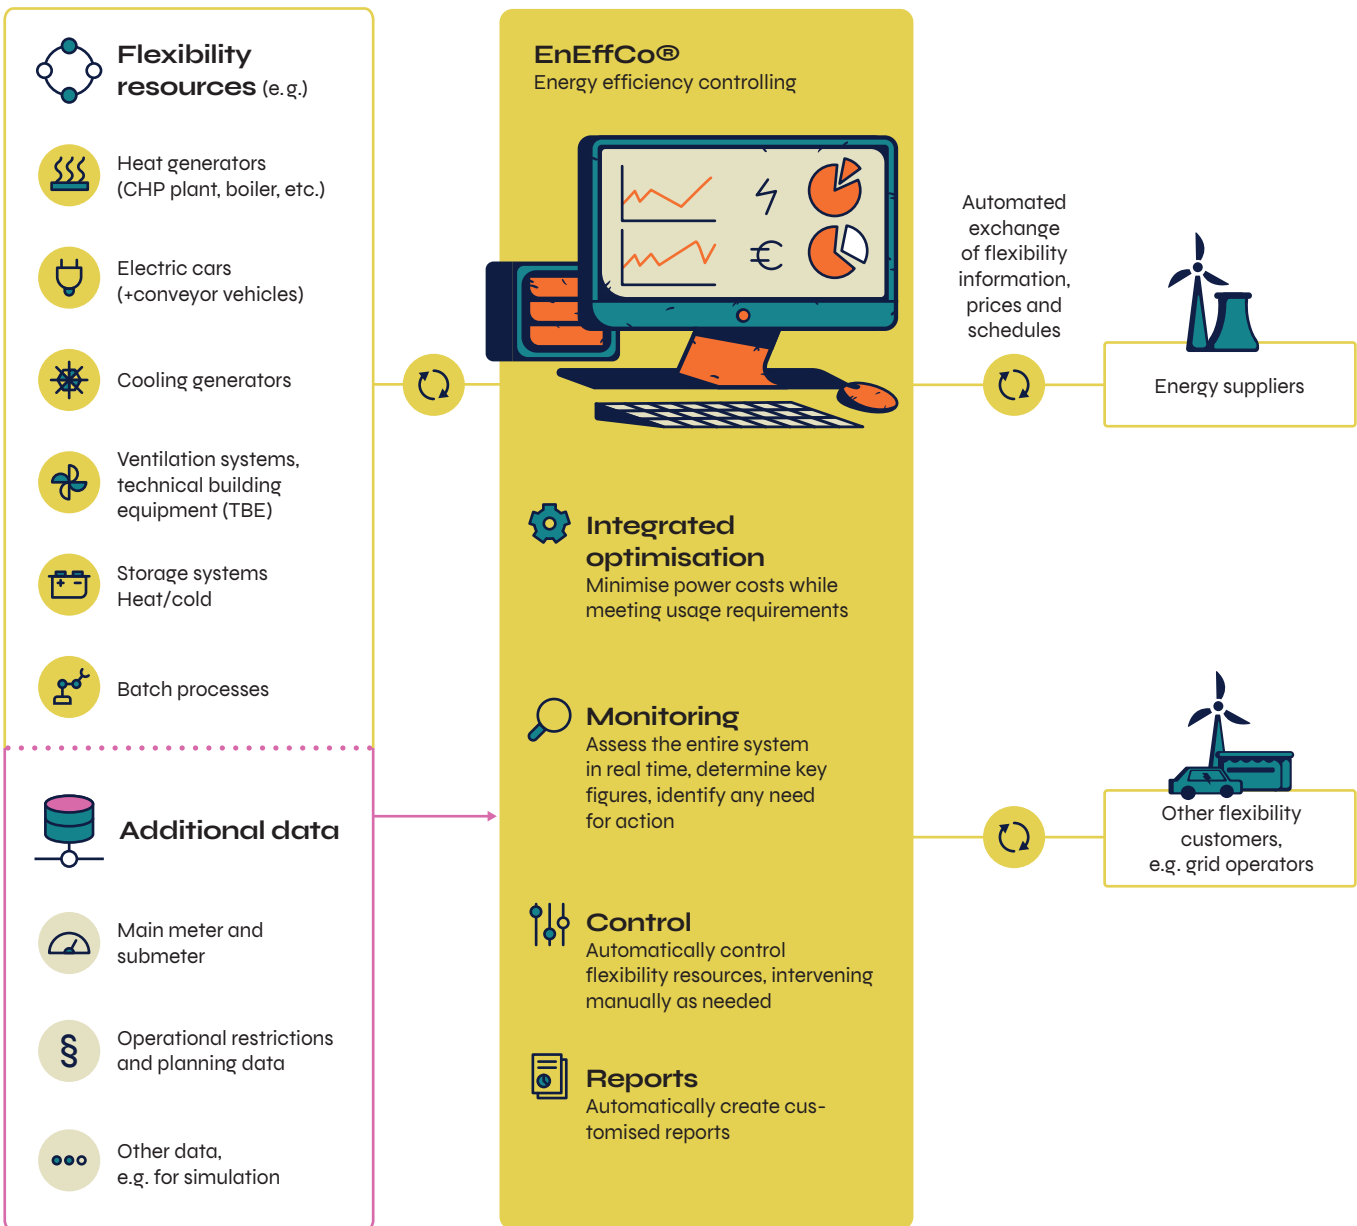 Flexibility
resources (e.g.)
Heat generators
(CHP plant, boiler, etc.)
Electric cars
(+conveyor vehicles)
Cooling generators
Ventilation systems,
technical building
equipment (TBE)
Storage systems
Heat/cold
Batch processes
Additional data
Main meter and
submeter
§
Operational restrictions
and planning data
Other data,
e.g. for simulation
EnEffCo®
Energy efficiency controlling
€
Integrated
optimisation
Minimise power costs while
meeting usage requirements
Monitoring
Assess the entire system
in real time, determine key
figures, identify any need
for action
Control
Automatically control
flexibility resources, intervening
manually as needed
Reports
Automatically create cus-
tomised reports
Automated
exchange
of flexibility
information,
prices and
schedules
Energy suppliers
Other flexibility
customers,
e.g. grid operators